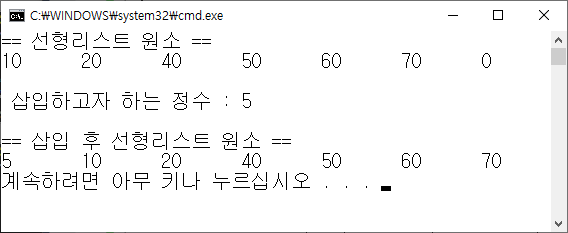 C:\WINDOWS\system32\cmd.exe
== 선형리스트 원소 ==
10 20 40 50 60 70 0
삽입하고자 하는 정수 : 5
== 삽입 후 선형리스트 원소 ==
5 10 20 40 50 60 70
계속하려면 아무 키나 누르십시오 . . .